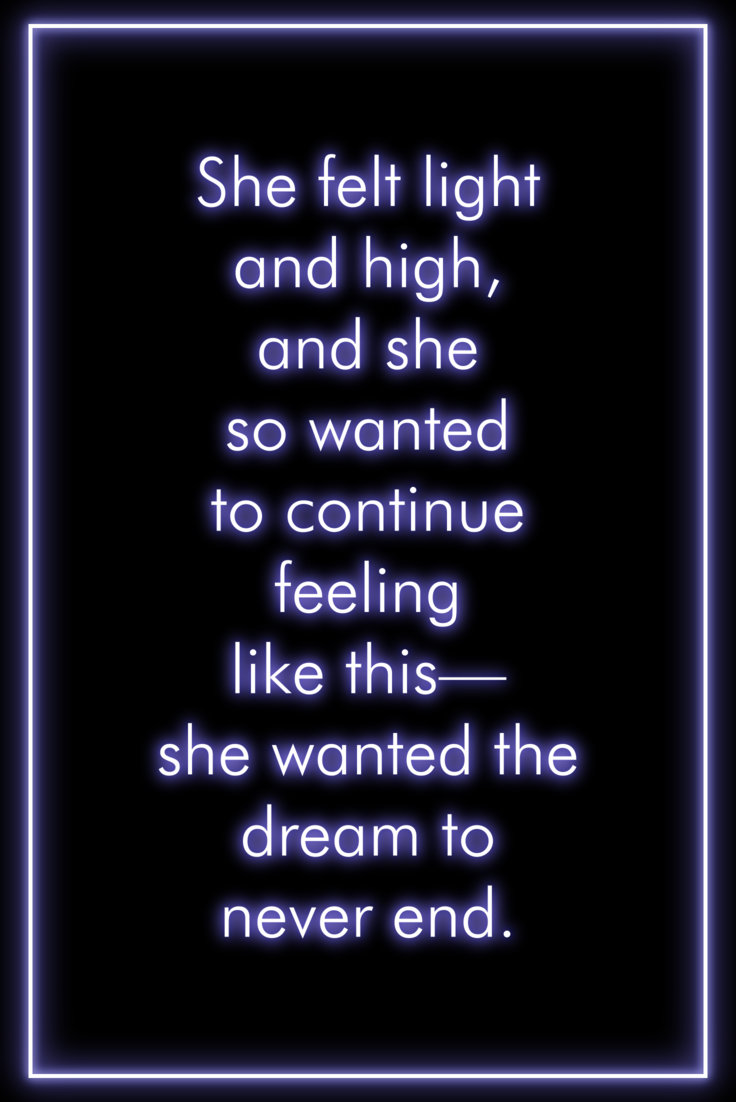 She felt light
and high,
and she
so wanted
to continue
feeling
like this—
she wanted the
dream to
never end.